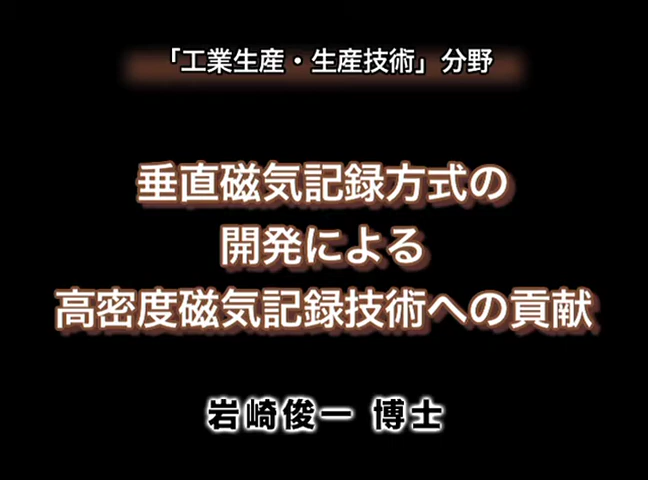 「工業生産・生産技術」分野
垂直磁気記録方式の
開発による
高密度磁気記録技術への貢献
岩崎俊一 博士